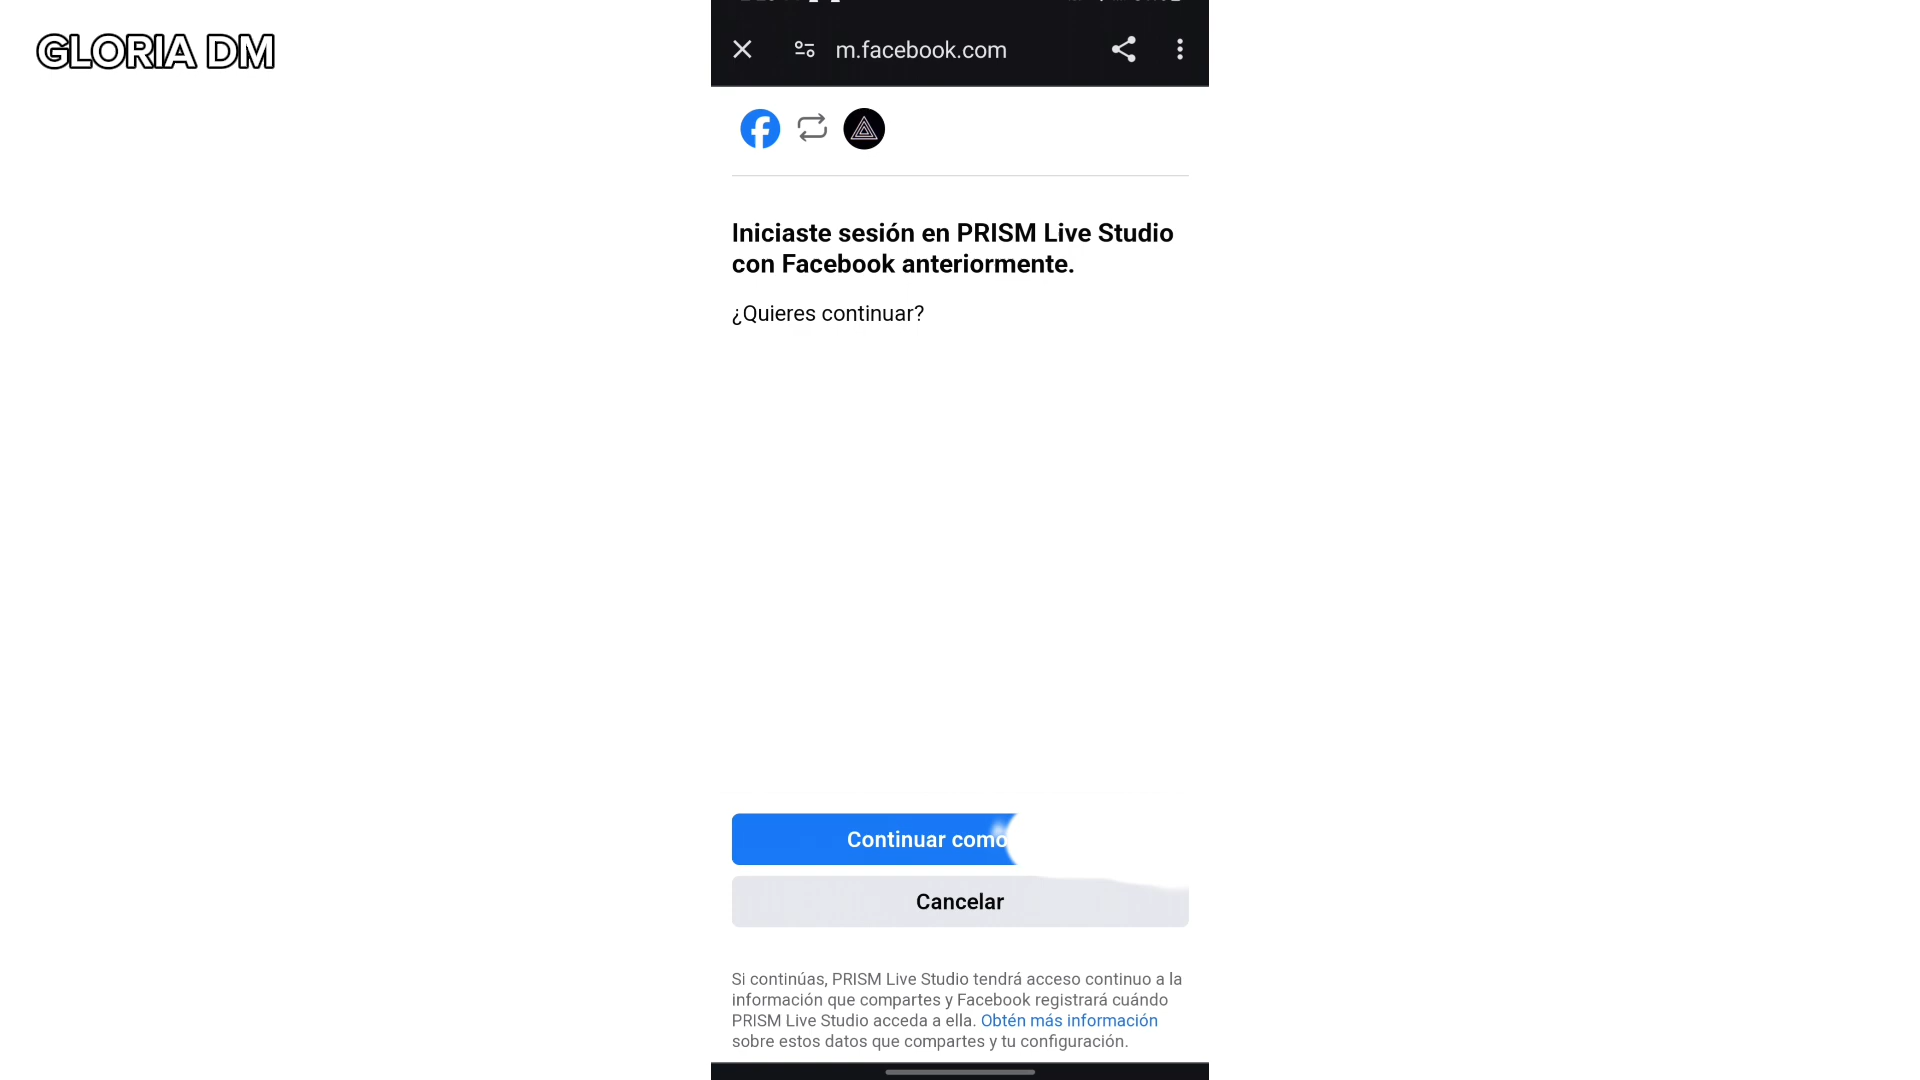 GLORIA DM
m.facebook.com
Iniciaste sesión en PRISM Live Studio
con Facebook anteriormente.
¿Quieres continuar?
Continuar como
Cancelar
Si continúas, PRISM Live Studio tendrá acceso continuo a la
información que compartes y Facebook registrará cuándo
PRISM Live Studio acceda a ella. Obtén más información
sobre estos datos que compartes y tu configuración.